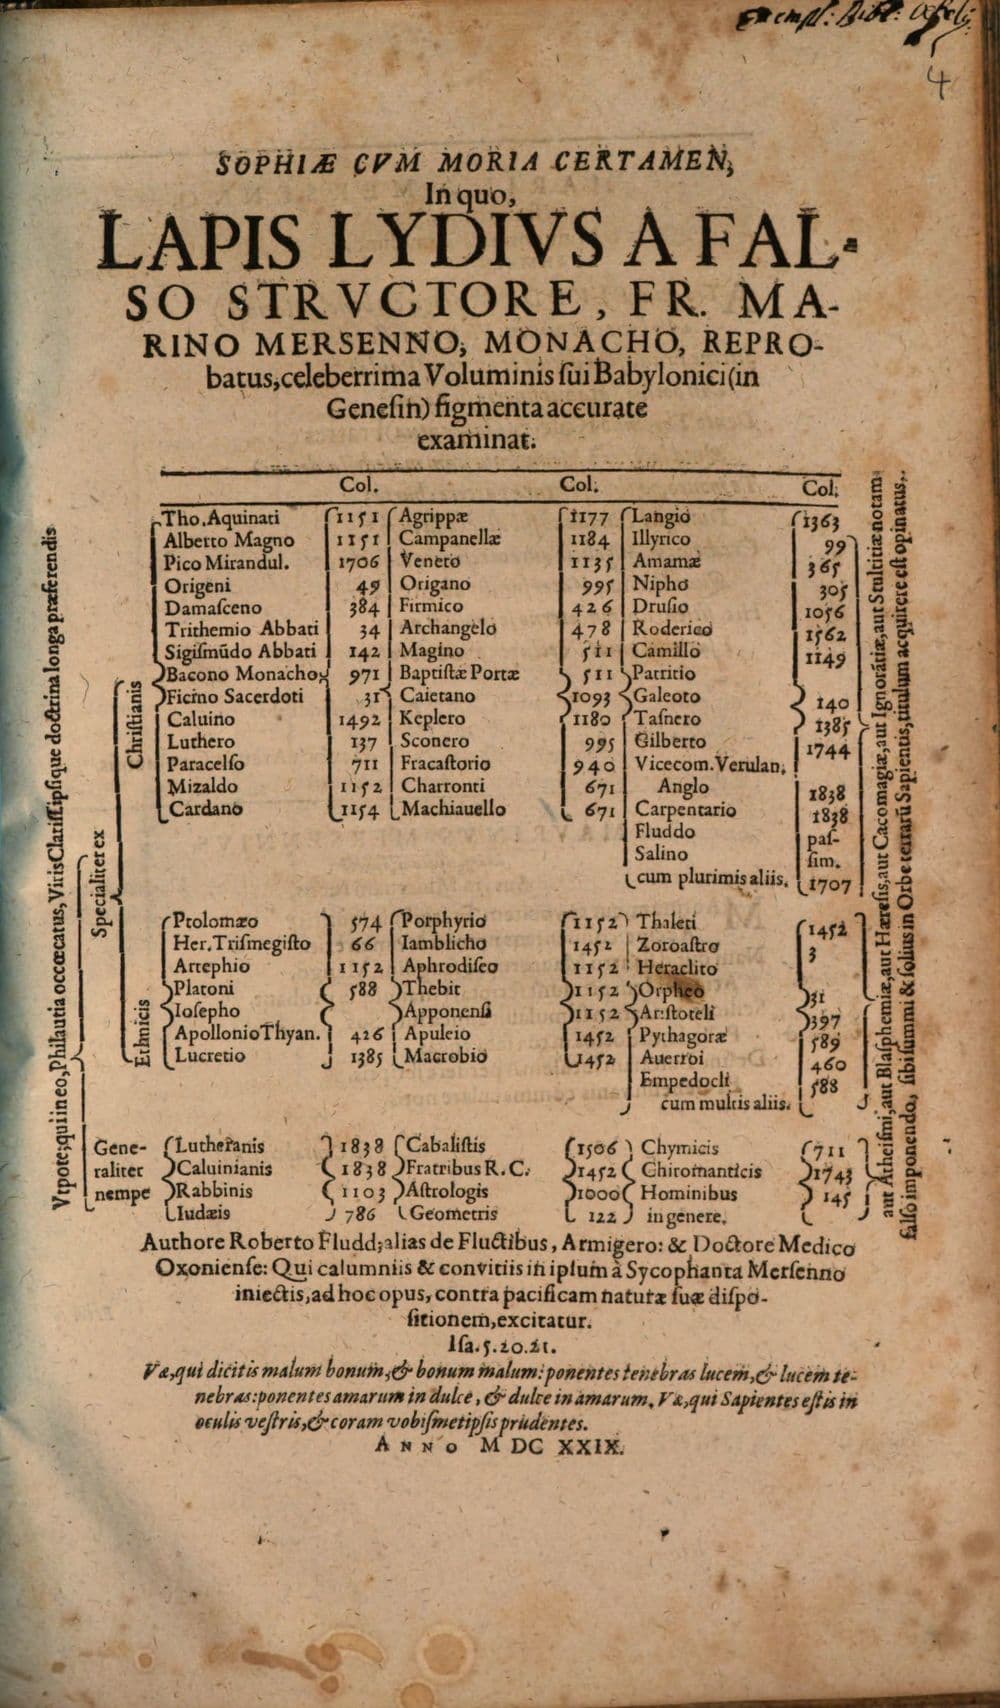 Exempl: Bibl:
4
SOPHIÆ CVM MORIA CERTAMEN,
In quo,
LAPIS LYDIVS A FAL-
SO STRVCTORE, FR. MA-
RINO MERSENNO, MONACHO, REPRO-
batus, celeberrima Voluminis ſui Babylonici (in
Geneſin) figmenta accurate
examinat.
Vtpote, qui in eo, Philautia occœcatus, Viris Clariſſ. ipſique doctrina longa præferendis
Specialiter ex
Chriſtianis
Col. Col. Col.
Tho. Aquinati 1151 Agrippæ 1177 Langio 1363
Alberto Magno 1151 Campanellæ 1184 Illyrico 99
Pico Mirandul. 1706 Veneto 1135 Amamæ 365
Origeni 49 Origano 995 Nipho 305
Damaſceno 384 Firmico 426 Druſio 1056
Trithemio Abbati 34 Archangelo 478 Roderico 1562
Sigiſmūdo Abbati 142 Magino 511 Camillo 1149
Bacono Monacho 971 Baptiſtæ Portæ 511 Patritio
Ficino Sacerdoti 31 Caietano 1093 Galeoto 140
Caluino 1492 Keplero 1180 Taſnero 1385
Luthero 137 Sconero 995 Gilberto 1744
Paracelſo 711 Fracaſtorio 940 Vicecom. Verulan,
Mizaldo 1152 Charronti 671 Anglo 1838
Cardano 1154 Machiauello 671 Carpentario 1838
Fluddo paſ-
Salino ſim.
cum plurimis aliis. 1707
Ethnicis
Ptolomæo 574 Porphyrio 1152 Thaleti 1452
Her. Triſmegiſto 66 Iamblicho 1452 Zoroaſtro 3
Artephio 1152 Aphrodiſeo 1152 Heraclito
Platoni 588 Thebit 1152 Orpheo 31
Ioſepho Apponenſi 1152 Ariſtoteli 397
Apollonio Thyan. 426 Apuleio 1452 Pythagoræ 589
Lucretio 1385 Macrobio 1452 Auerroi 460
Empedocli 588
cum multis aliis.
Gene- Lutheranis 1838 Cabaliſtis 1506 Chymicis 711
raliter Caluinianis 1838 Fratribus R. C. 1452 Chiromanticis 1743
nempe Rabbinis 1103 Aſtrologis 1000 Hominibus 145
Iudæis 786 Geometris 122 in genere.
aut Atheiſmi, aut Blaſphemiæ, aut Hæreſis, aut Cacomagiæ, aut Ignorātiæ, aut Stultitiæ notam
falſo imponendo, ſibi ſummi & ſolius in Orbe terrarū Sapientis, titulum acquirere eſt opinatus.
Authore Roberto Fludd, alias de Fluctibus, Armigero: & Doctore Medico
Oxonienſe: Qui calumniis & convitiis in ipſum à Sycophanta Merſenno
iniectis, ad hoc opus, contra pacificam naturæ ſuæ diſpo-
ſitionem, excitatur.
Iſa. 5. 20. 21.
Væ, qui dicitis malum bonum, & bonum malum: ponentes tenebras lucem, & lucem te-
nebras: ponentes amarum in dulce, & dulce in amarum. Væ, qui Sapientes eſtis in
oculis veſtris, & coram vobiſmetipſis prudentes.
ANNO M DC XXIX.